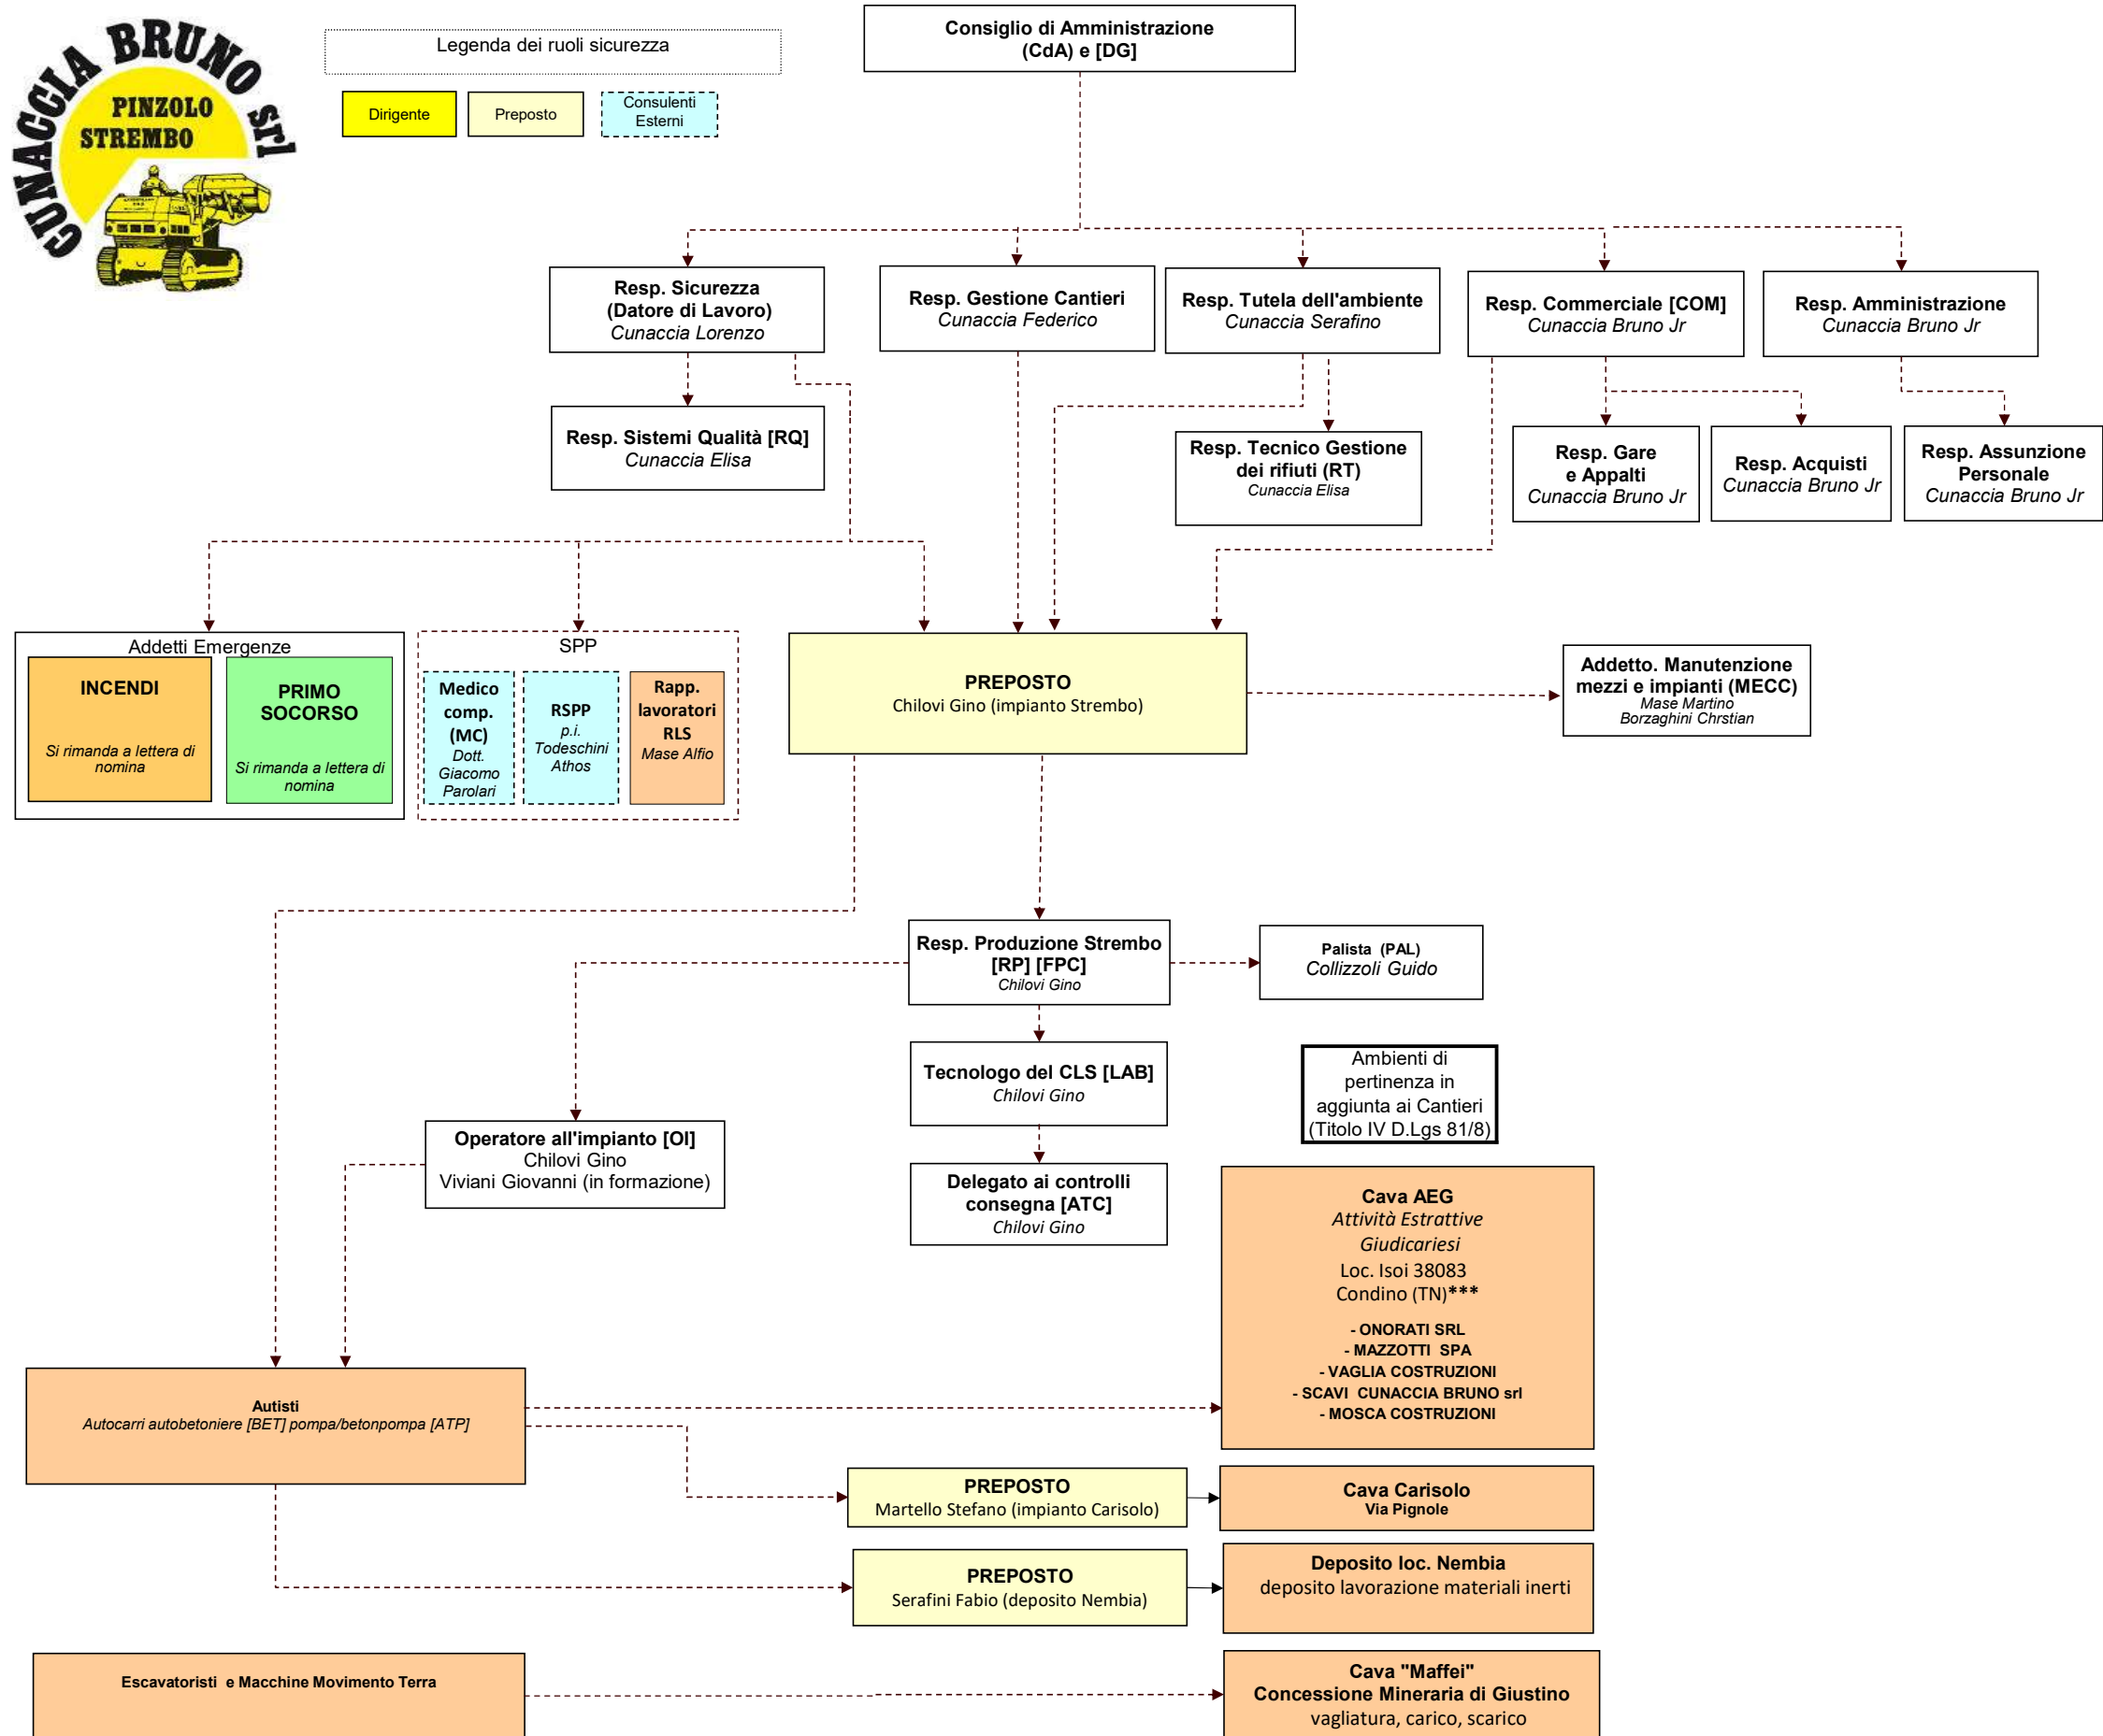 CUNACCIA BRUNO srl
PINZOLO
STREMBO
Legenda dei ruoli sicurezza
Dirigente
Preposto
Consulenti
Esterni
Consiglio di Amministrazione
(CdA) e [DG]
Resp. Sicurezza
(Datore di Lavoro)
Cunaccia Lorenzo
Resp. Gestione Cantieri
Cunaccia Federico
Resp. Tutela dell'ambiente
Cunaccia Serafino
Resp. Commerciale [COM]
Cunaccia Bruno Jr
Resp. Amministrazione
Cunaccia Bruno Jr
Resp. Sistemi Qualità [RQ]
Cunaccia Elisa
Resp. Tecnico Gestione
dei rifiuti (RT)
Cunaccia Elisa
Resp. Gare
e Appalti
Cunaccia Bruno Jr
Resp. Acquisti
Cunaccia Bruno Jr
Resp. Assunzione
Personale
Cunaccia Bruno Jr
Addetti Emergenze
INCENDI
Si rimanda a lettera di
nomina
PRIMO
SOCORSO
Si rimanda a lettera di
nomina
SPP
Medico
comp.
(MC)
Dott.
Giacomo
Parolari
RSPP
p.i.
Todeschini
Athos
Rapp.
lavoratori
RLS
Mase Alfio
PREPOSTO
Chilovi Gino (impianto Strembo)
Addetto. Manutenzione
mezzi e impianti (MECC)
Mase Martino
Borzaghini Chrstian
Resp. Produzione Strembo
[RP] [FPC]
Chilovi Gino
Palista (PAL)
Collizzoli Guido
Tecnologo del CLS [LAB]
Chilovi Gino
Ambienti di
pertinenza in
aggiunta ai Cantieri
(Titolo IV D.Lgs 81/8)
Operatore all'impianto [OI]
Chilovi Gino
Viviani Giovanni (in formazione)
Delegato ai controlli
consegna [ATC]
Chilovi Gino
Cava AEG
Attività Estrattive
Giudicariesi
Loc. Isoi 38083
Condino (TN)***
- ONORATI SRL
- MAZZOTTI SPA
- VAGLIA COSTRUZIONI
- SCAVI CUNACCIA BRUNO srl
- MOSCA COSTRUZIONI
Autisti
Autocarri autobetoniere [BET] pompa/betonpompa [ATP]
PREPOSTO
Martello Stefano (impianto Carisolo)
Cava Carisolo
Via Pignole
PREPOSTO
Serafini Fabio (deposito Nembia)
Deposito loc. Nembia
deposito lavorazione materiali inerti
Escavatoristi e Macchine Movimento Terra
Cava "Maffei"
Concessione Mineraria di Giustino
vagliatura, carico, scarico